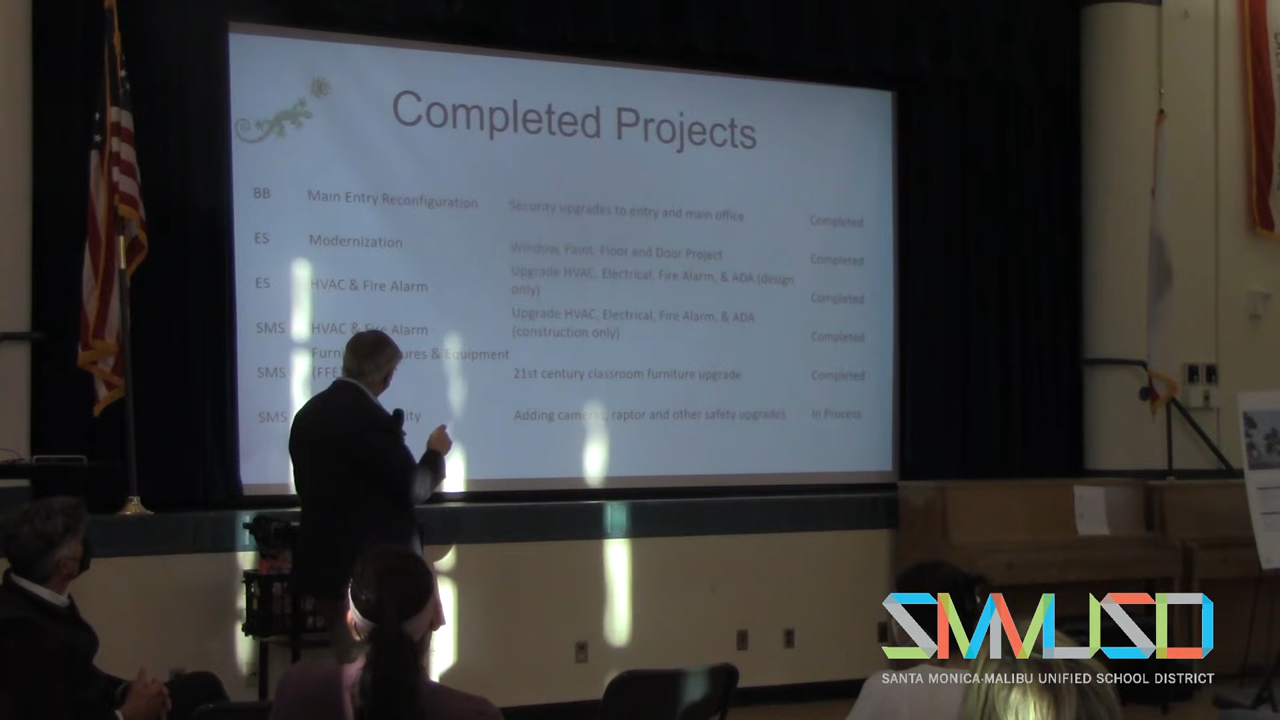 Completed Projects
BB Main Entry Reconfiguration Security upgrades to entry and main office Completed
ES Modernization Window, Paint, Floor and Door Project Completed
ES HVAC & Fire Alarm Upgrade HVAC, Electrical, Fire Alarm, & ADA (design
only) Completed
SMS HVAC & Fire Alarm Upgrade HVAC, Electrical, Fire Alarm, & ADA
(construction only) Completed
& Equipment
SMS (FFE) 21st century classroom furniture upgrade Completed
SMS Adding cameras, raptor and other safety upgrades In Process
SMMUSD
SANTA MONICA-MALIBU UNIFIED SCHOOL DISTRICT